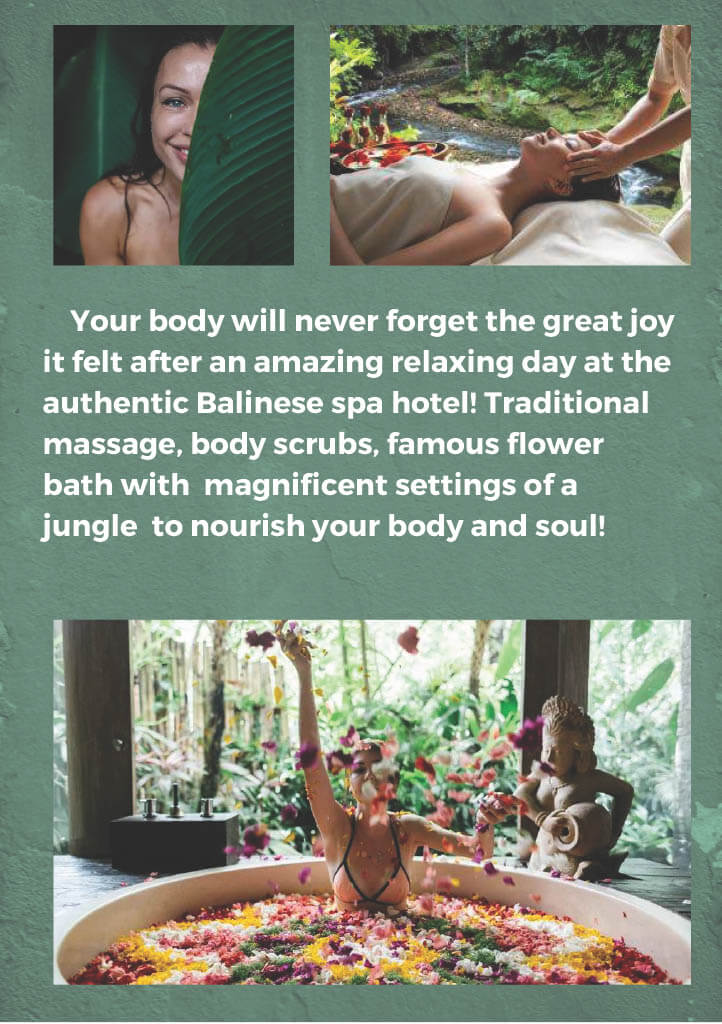 Your body will never forget the great joy
it felt after an amazing relaxing day at the
authentic Balinese spa hotel! Traditional
massage, body scrubs, famous flower
bath with magnificent settings of a
jungle to nourish your body and soul!